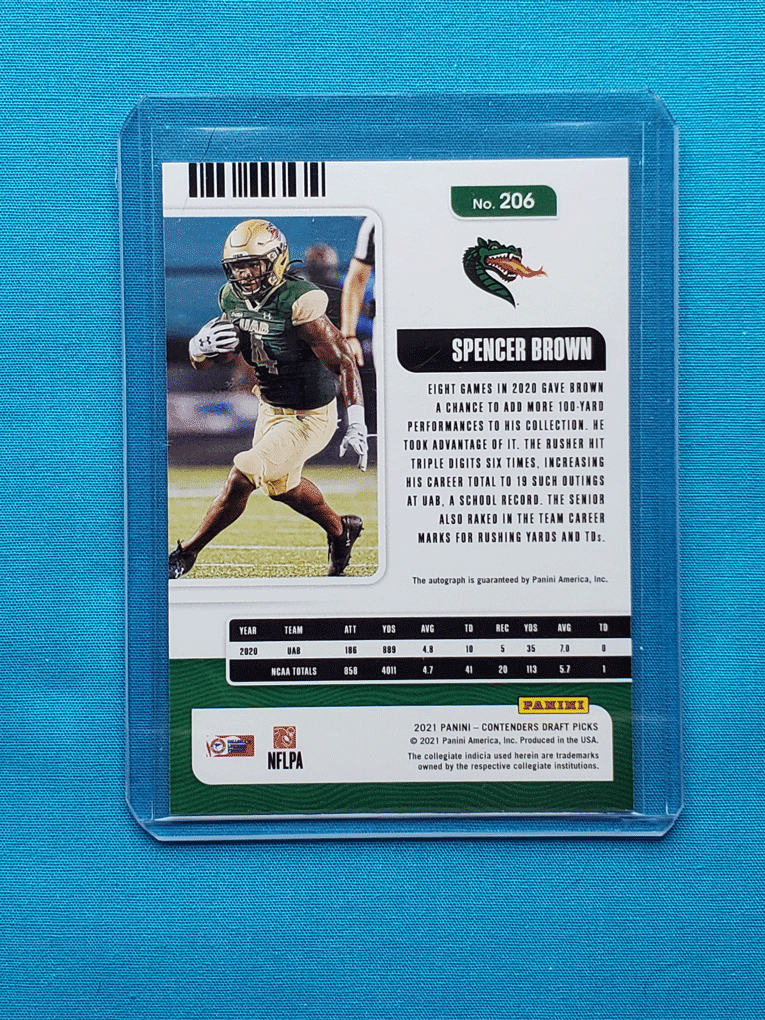 No. 206
UAB
4
SPENCER BROWN
EIGHT GAMES IN 2020 GAVE BROWN
A CHANCE TO ADD MORE 100-YARD
PERFORMANCES TO HIS COLLECTION. HE
TOOK ADVANTAGE OF IT. THE RUSHER HIT
TRIPLE DIGITS SIX TIMES, INCREASING
HIS CAREER TOTAL TO 19 SUCH OUTINGS
AT UAB, A SCHOOL RECORD. THE SENIOR
ALSO RAKED IN THE TEAM CAREER
MARKS FOR RUSHING YARDS AND TDs.
The autograph is guaranteed by Panini America, Inc.
YEAR TEAM ATT YDS AVG TD REC YDS AVG TD
2020 UAB 186 889 4.8 10 5 35 7.0 0
NCAA TOTALS 858 4011 4.7 41 20 113 5.7 1
PANINI
2021 PANINI – CONTENDERS DRAFT PICKS
© 2021 Panini America, Inc. Produced in the USA.
The collegiate indicia used herein are trademarks
owned by the respective collegiate institutions.
NFLPA